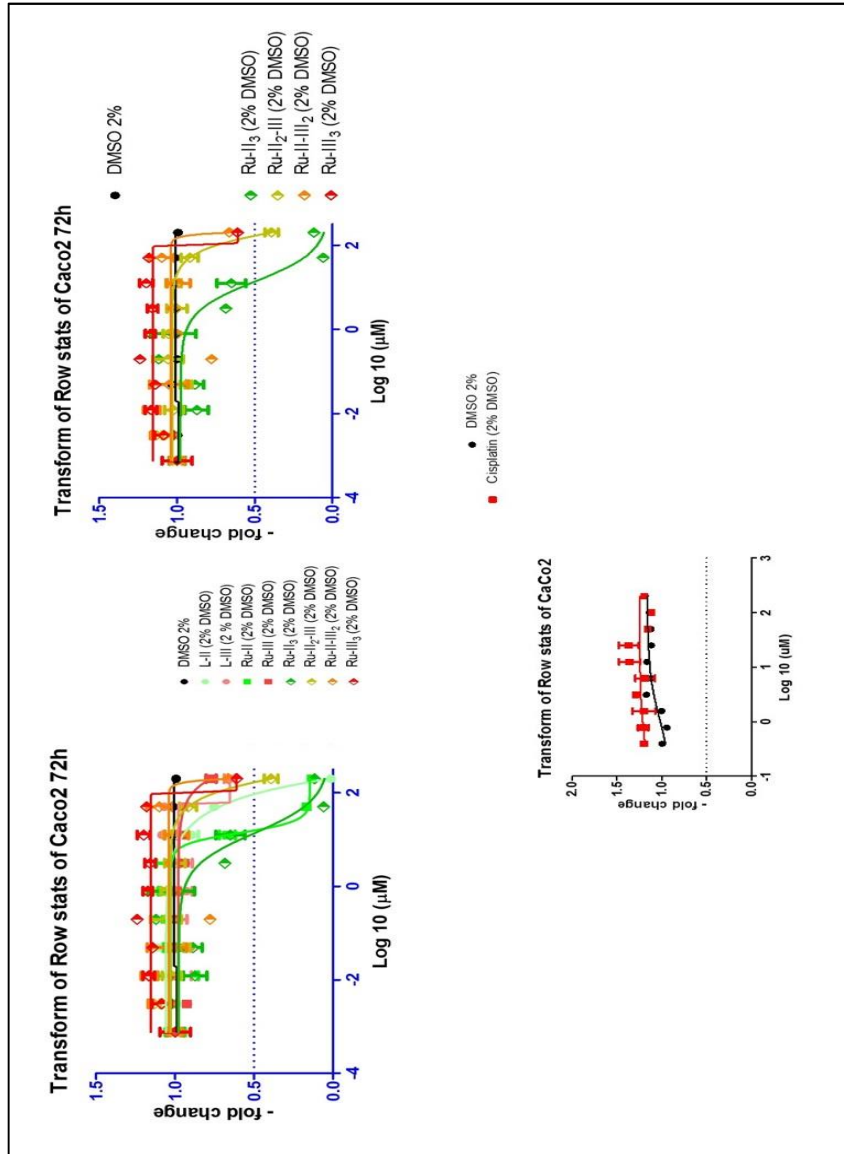 Transform of Row stats of Caco2 72h
- fold change
1.5
1.0
0.5
0.0
-4
-2
0
2
Log 10 (µM)
DMSO 2%
L-II (2% DMSO)
L-III (2 % DMSO)
Ru-II (2% DMSO)
Ru-III (2% DMSO)
Ru-II₃ (2% DMSO)
Ru-II₂-III (2% DMSO)
Ru-II-III₂ (2% DMSO)
Ru-III₃ (2% DMSO)
Transform of Row stats of Caco2 72h
- fold change
1.5
1.0
0.5
0.0
-4
-2
0
2
Log 10 (µM)
DMSO 2%
Ru-II₃ (2% DMSO)
Ru-II₂-III (2% DMSO)
Ru-II-III₂ (2% DMSO)
Ru-III₃ (2% DMSO)
Transform of Row stats of CaCo2
- fold change
2.0
1.5
1.0
0.5
0.0
-1
0
1
2
3
Log 10 (uM)
DMSO 2%
Cisplatin (2% DMSO)